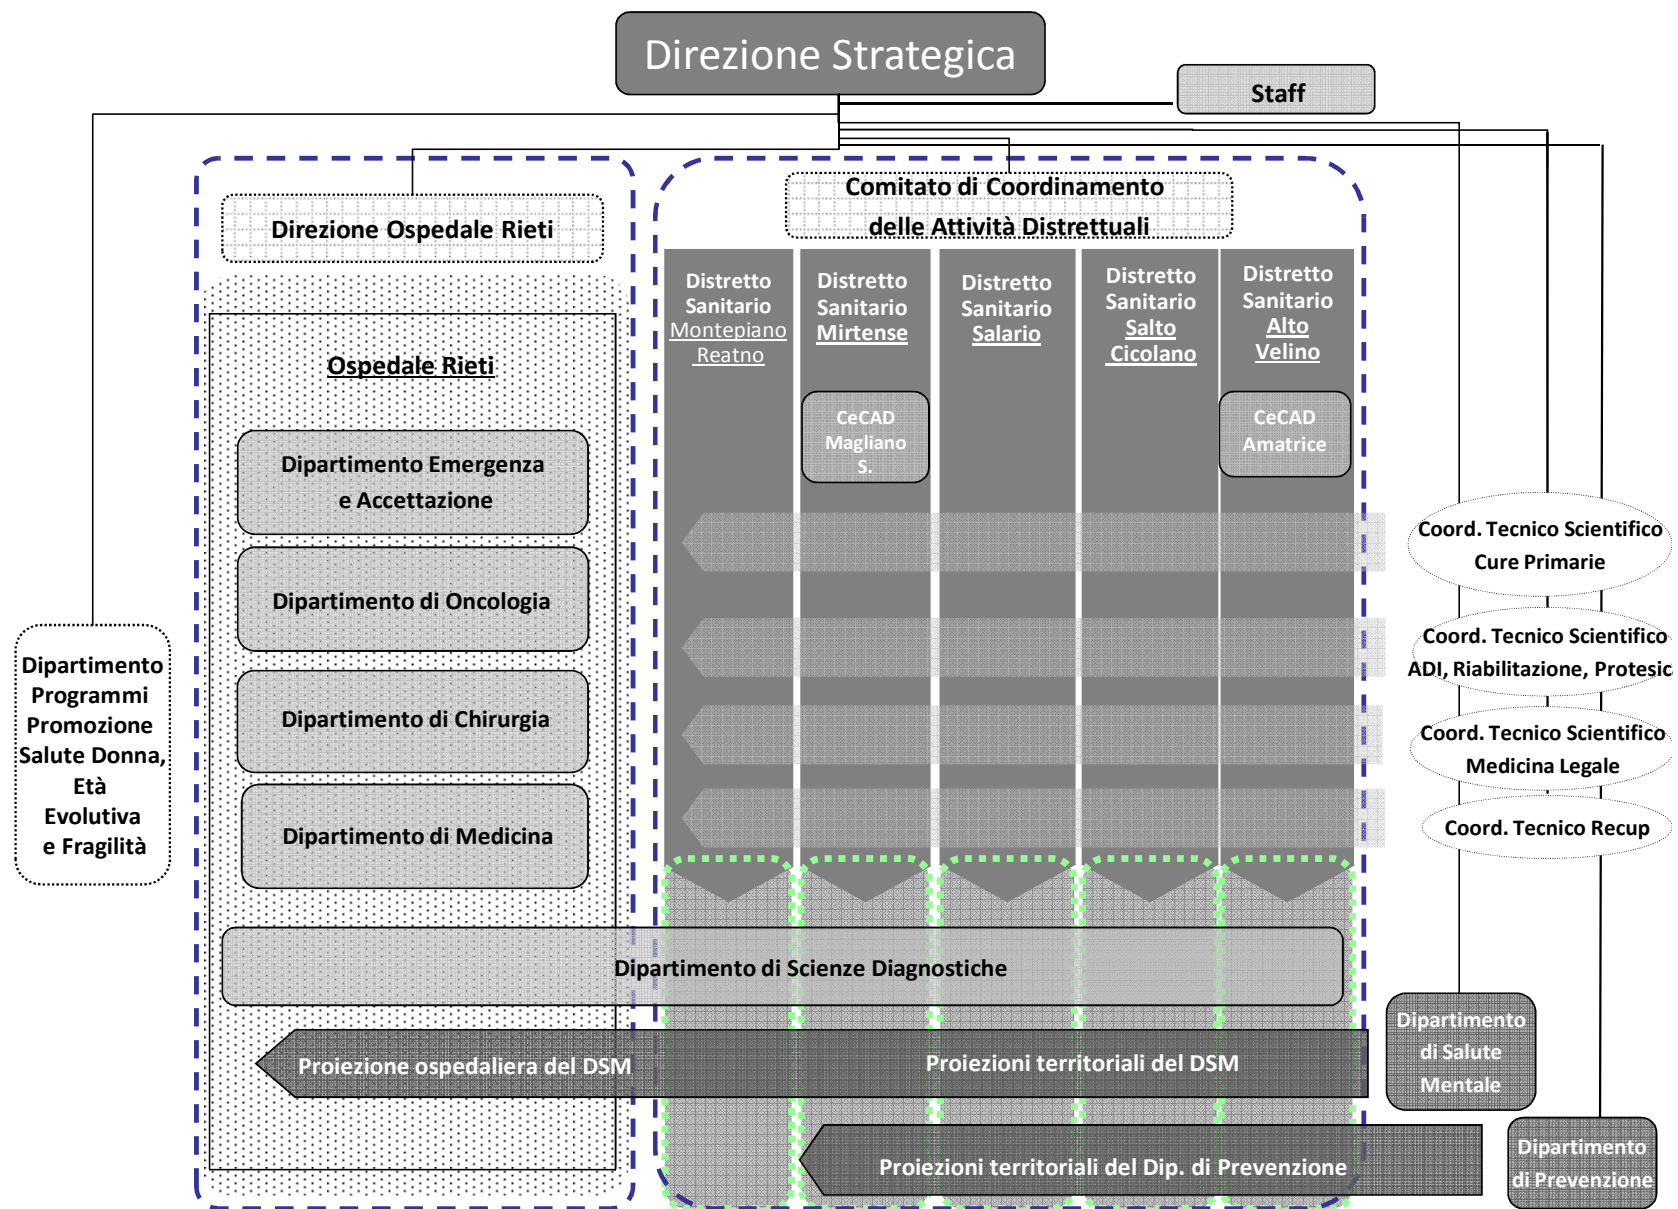 Direzione Strategica
Staff
Direzione Ospedale Rieti
Comitato di Coordinamento
delle Attività Distrettuali
Distretto
Sanitario
Montepiano
Reatno
Distretto
Sanitario
Mirtense
Distretto
Sanitario
Salario
Distretto
Sanitario
Salto
Cicolano
Distretto
Sanitario
Alto
Velino
Ospedale Rieti
CeCAD
Magliano
S.
CeCAD
Amatrice
Dipartimento Emergenza
e Accettazione
Dipartimento di Oncologia
Dipartimento di Chirurgia
Dipartimento di Medicina
Dipartimento
Programmi
Promozione
Salute Donna,
Età
Evolutiva
e Fragilità
Coord. Tecnico Scientifico
Cure Primarie
Coord. Tecnico Scientifico
ADI, Riabilitazione, Protesica
Coord. Tecnico Scientifico
Medicina Legale
Coord. Tecnico Recup
Dipartimento di Scienze Diagnostiche
Proiezione ospedaliera del DSM
Proiezioni territoriali del DSM
Dipartimento
di Salute
Mentale
Proiezioni territoriali del Dip. di Prevenzione
Dipartimento
di Prevenzione